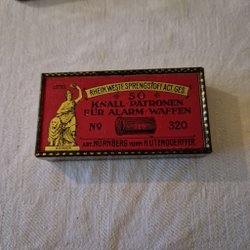 RHEIN. WESTF. SPRENGSTOFF ACT. GES.
50
KNALL-PATRONEN
FÜR ALARM-WAFFEN
No 320
ABT. NÜRNBERG VORM. H. UTENDOERFFER